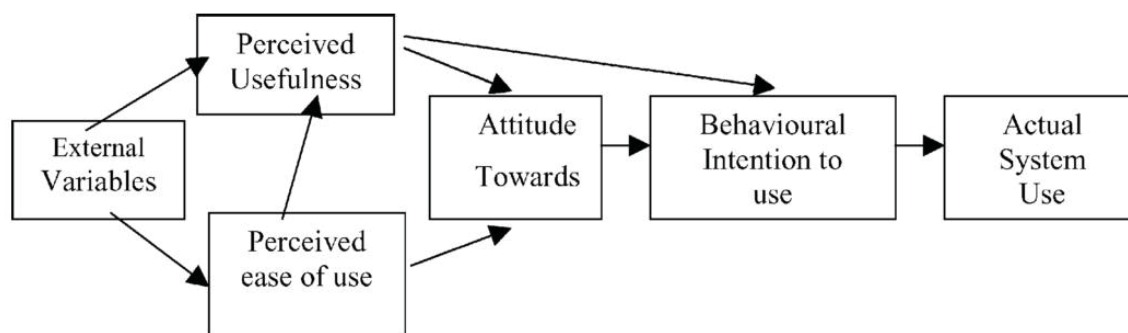 Perceived
Usefulness
External
Variables
Perceived
ease of use
Attitude
Towards
Behavioural
Intention to
use
Actual
System
Use